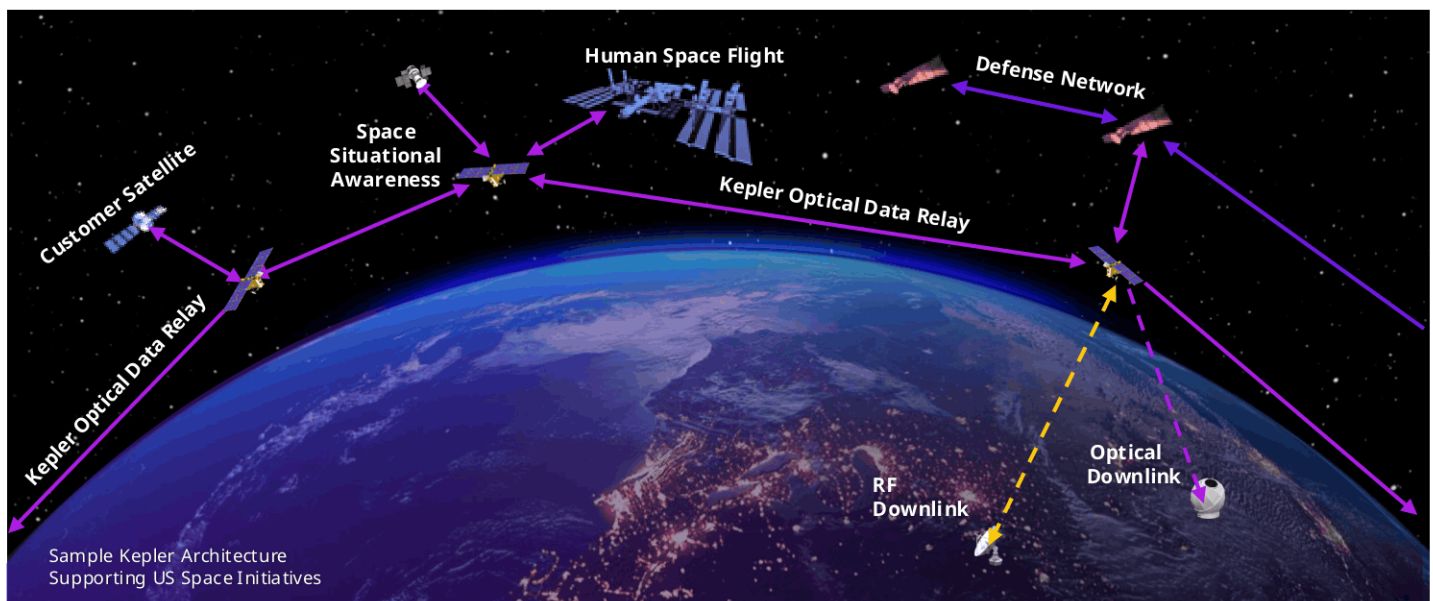 Human Space Flight
Defense Network
Space
Situational
Awareness
Customer Satellite
Kepler Optical Data Relay
Kepler Optical Data Relay
RF
Downlink
Optical
Downlink
Sample Kepler Architecture
Supporting US Space Initiatives